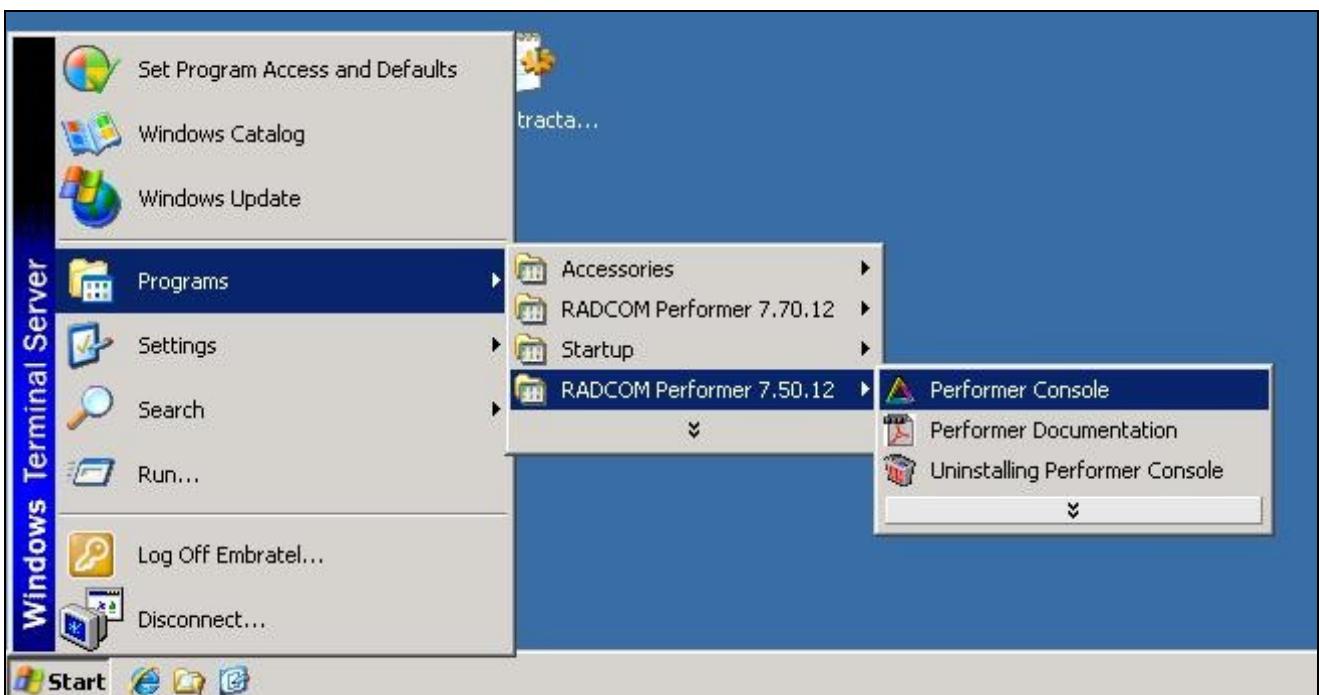 Set Program Access and Defaults
tracta...
Windows Catalog
Windows Update
Windows Terminal Server
Programs
Accessories
RADCOM Performer 7.70.12
Settings
Startup
RADCOM Performer 7.50.12
Performer Console
Search
Performer Documentation
Run...
Uninstalling Performer Console
Log Off Embratel...
Disconnect...
Start